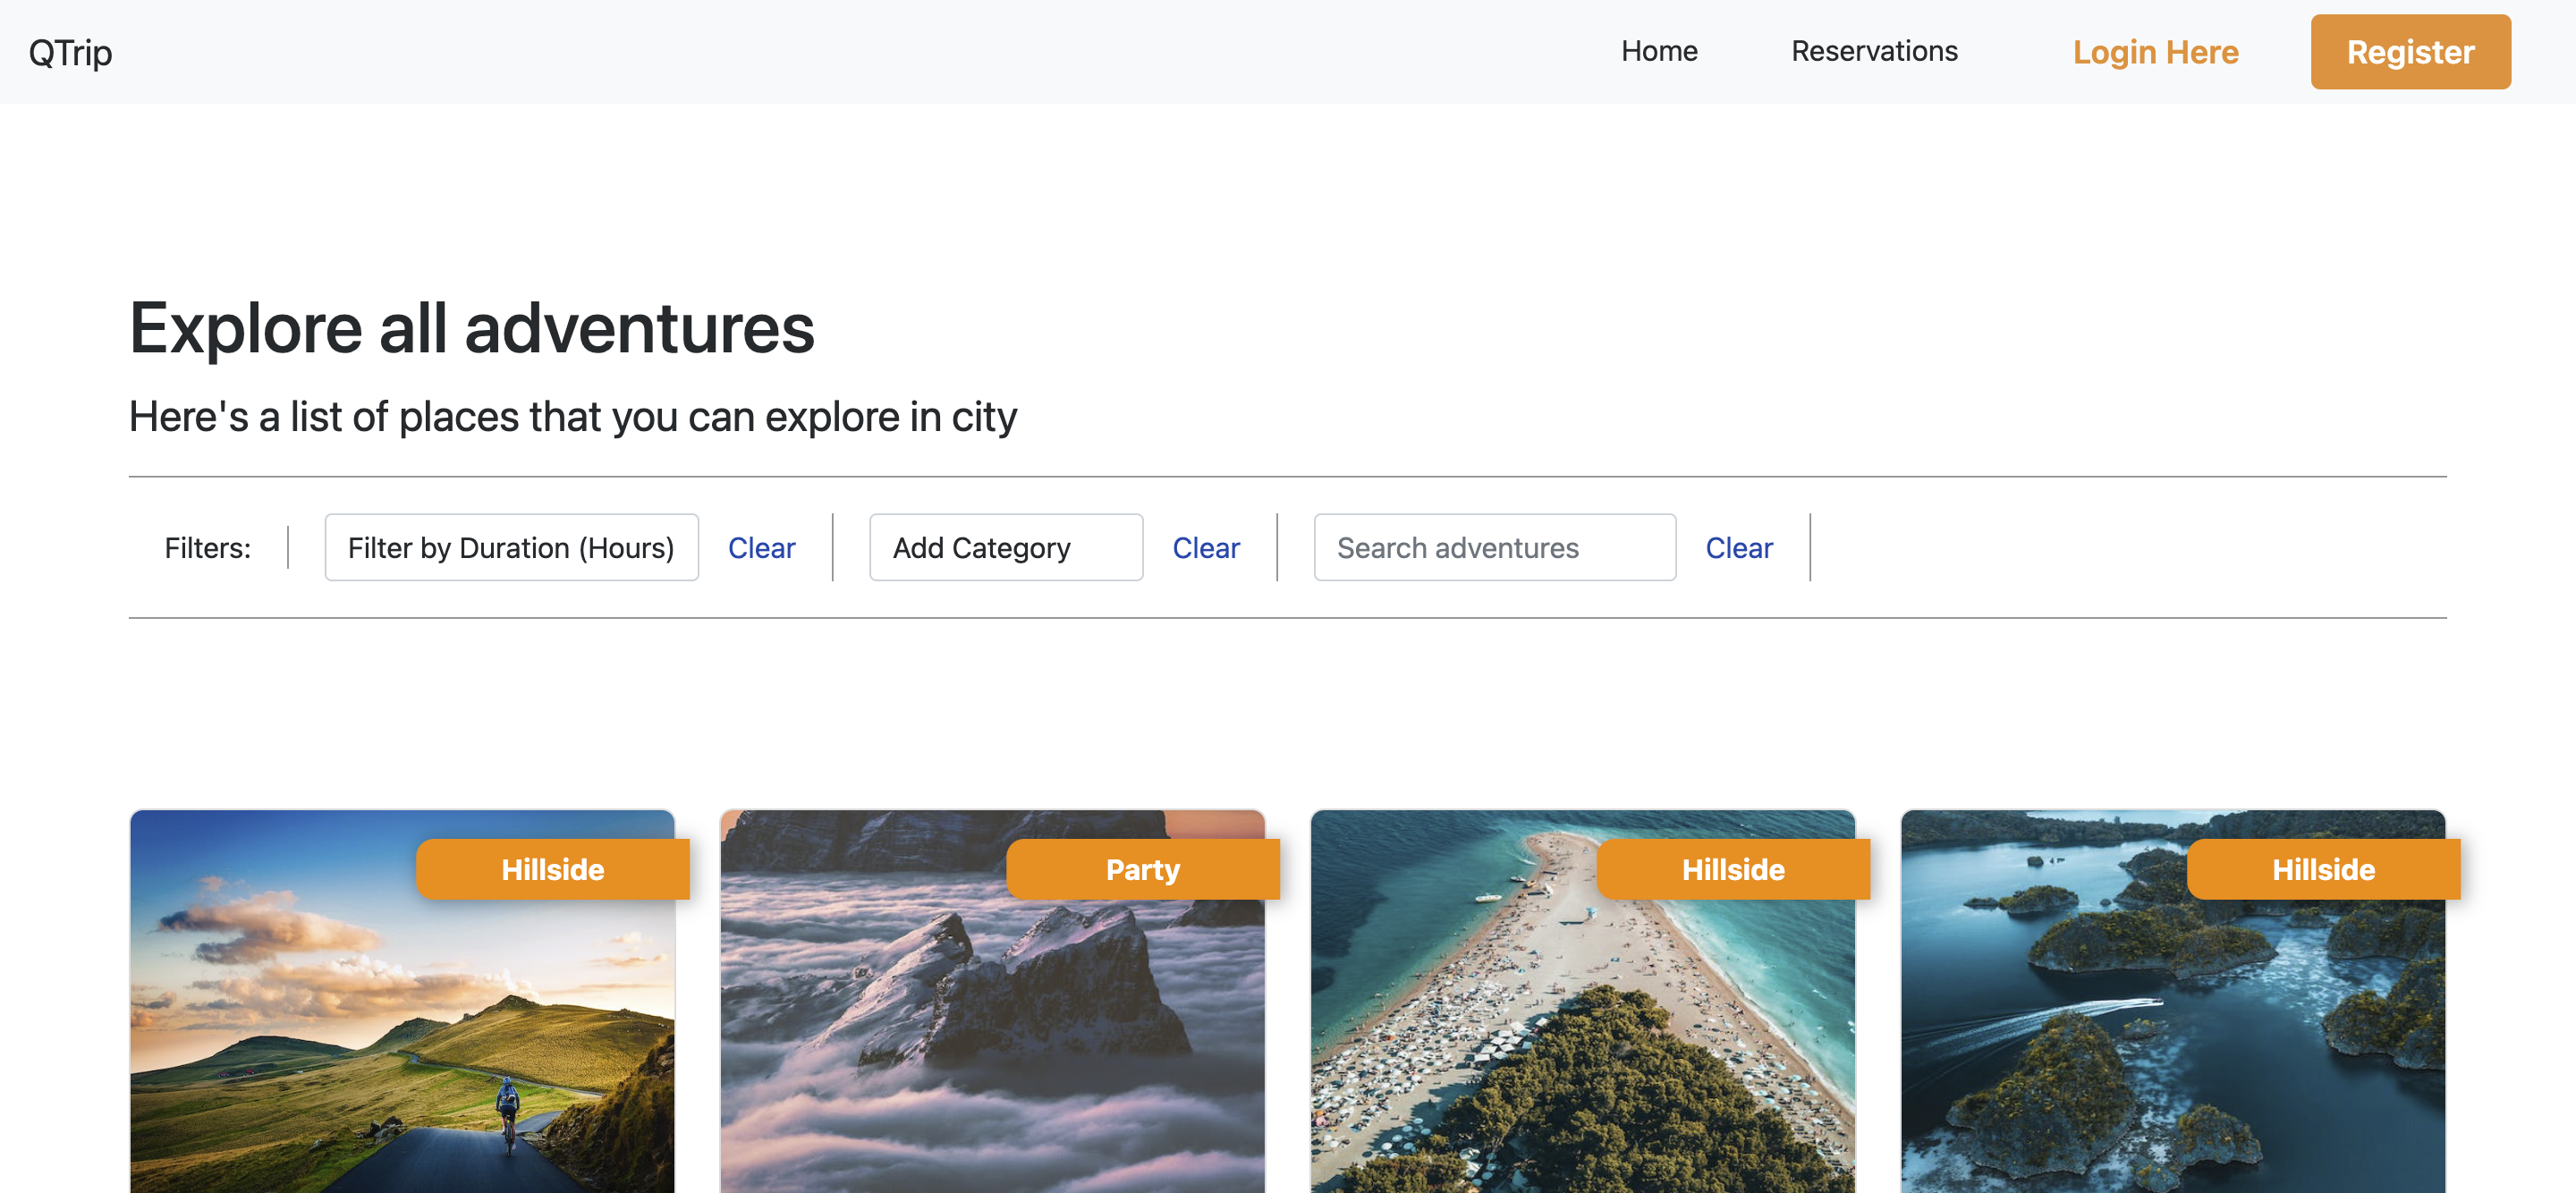 QTrip
Home Reservations Login Here Register
Explore all adventures
Here's a list of places that you can explore in city
Filters: Filter by Duration (Hours) Clear Add Category Clear Search adventures Clear
Hillside Party Hillside Hillside